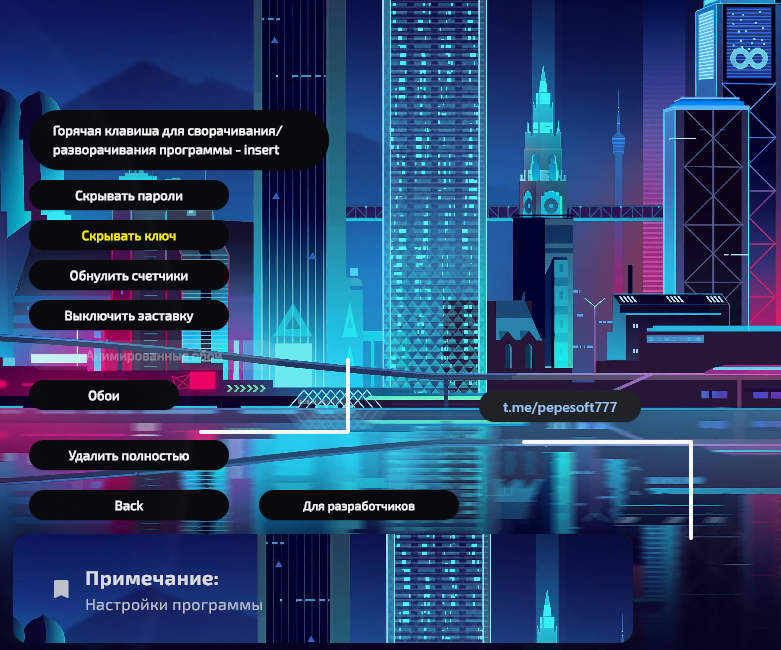 Горячая клавиша для сворачивания/
разворачивания программы - insert
Скрывать пароли
Скрывать ключ
Обнулить счетчики
Выключить заставку
Анимированные обои
Обои
t.me/pepesoft777
Удалить полностью
Back
Для разработчиков
Примечание:
Настройки программы